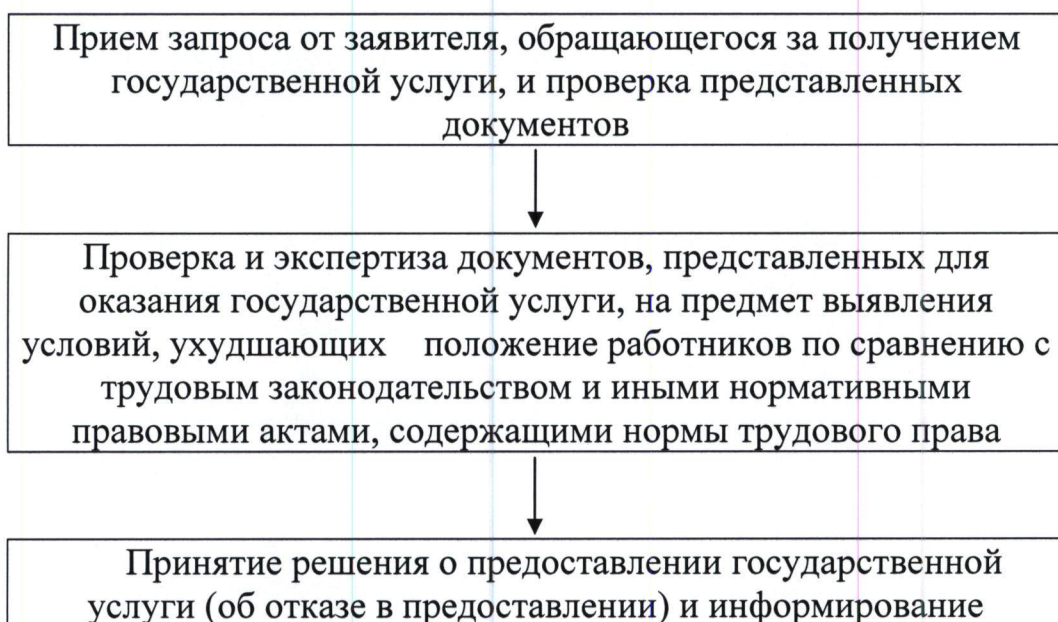 Прием запроса от заявителя, обращающегося за получением
государственной услуги, и проверка представленных
документов
Проверка и экспертиза документов, представленных для
оказания государственной услуги, на предмет выявления
условий, ухудшающих положение работников по сравнению с
трудовым законодательством и иными нормативными
правовыми актами, содержащими нормы трудового права
Принятие решения о предоставлении государственной
услуги (об отказе в предоставлении) и информирование